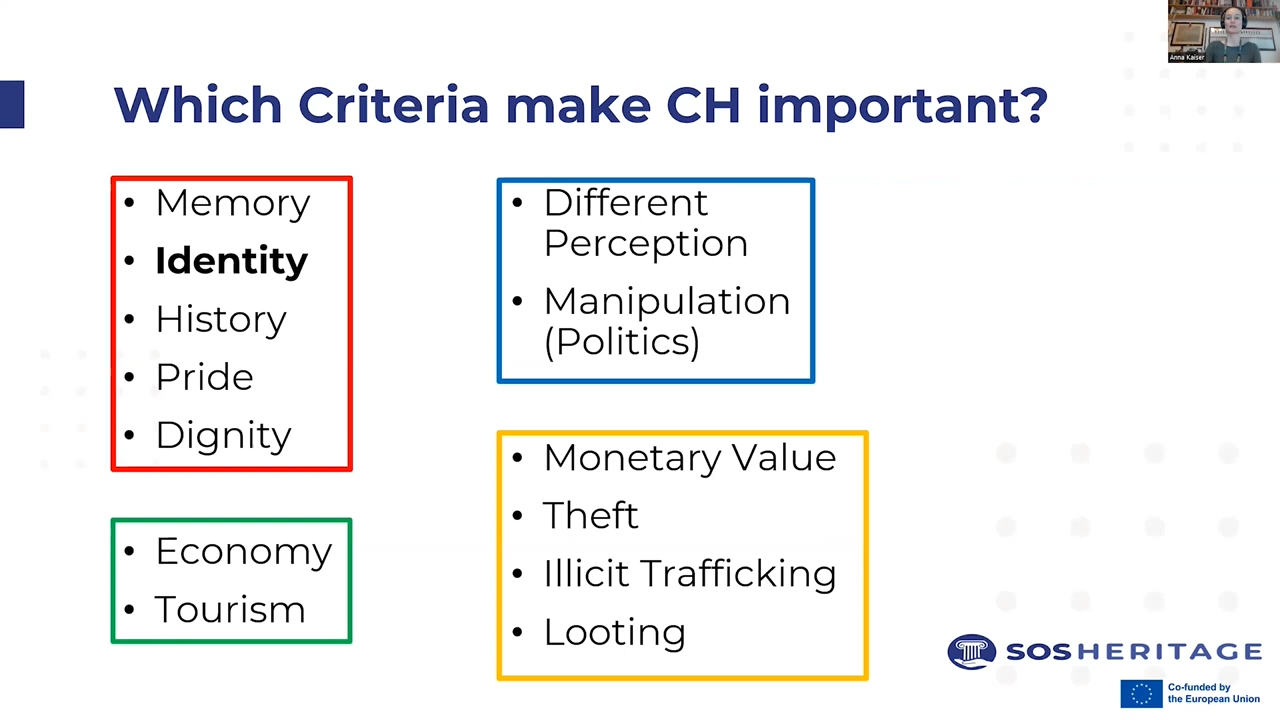 Anna Kaiser
Which Criteria make CH important?
• Memory
• Identity
• History
• Pride
• Dignity
• Economy
• Tourism
• Different
Perception
• Manipulation
(Politics)
• Monetary Value
• Theft
• Illicit Trafficking
• Looting
SOSHERITAGE
Co-funded by
the European Union